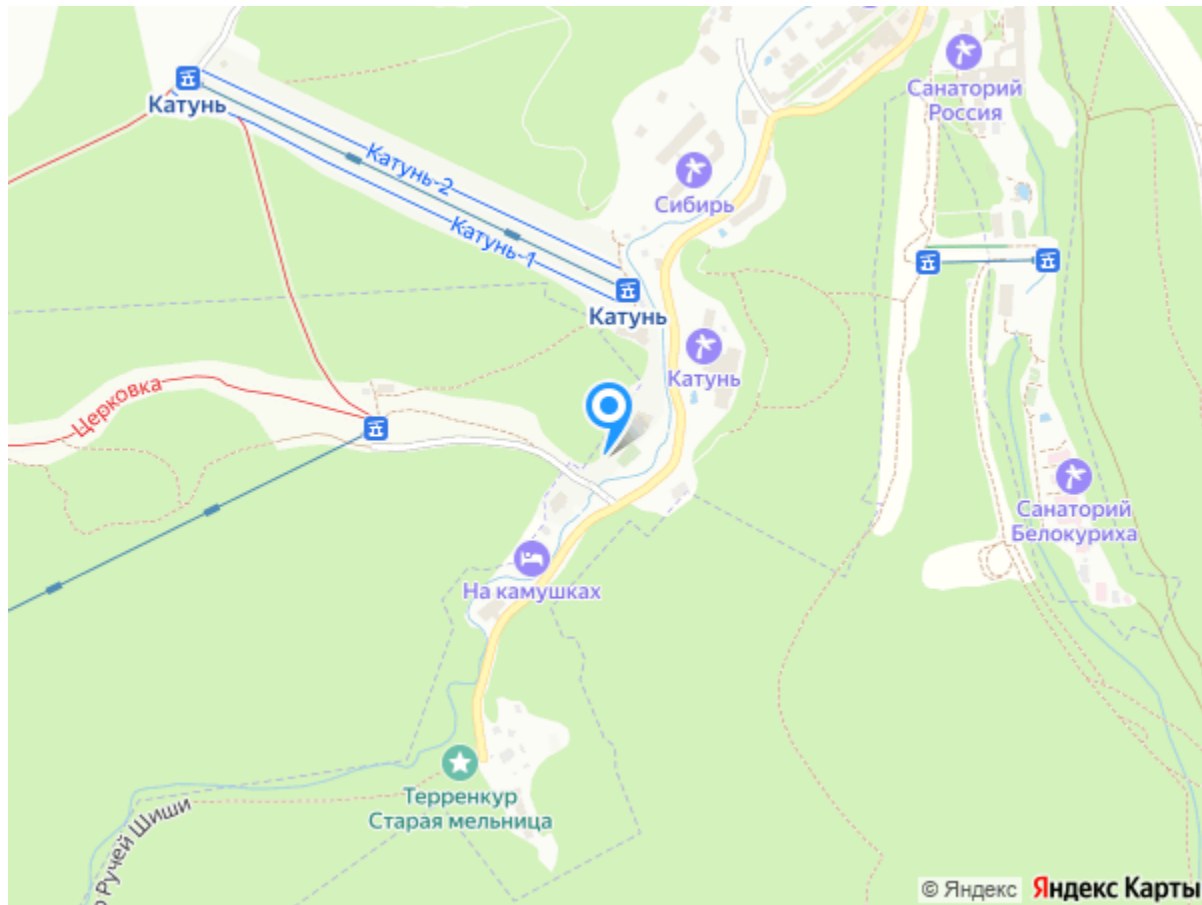 Санаторий
Россия
Катунь
Катунь-2
Сибирь
Катунь-1
Катунь
Катунь
Церковка
Санаторий
Белокуриха
На камушках
Терренкур
Старая мельница
Ручей Шиши
© Яндекс Яндекс Карты